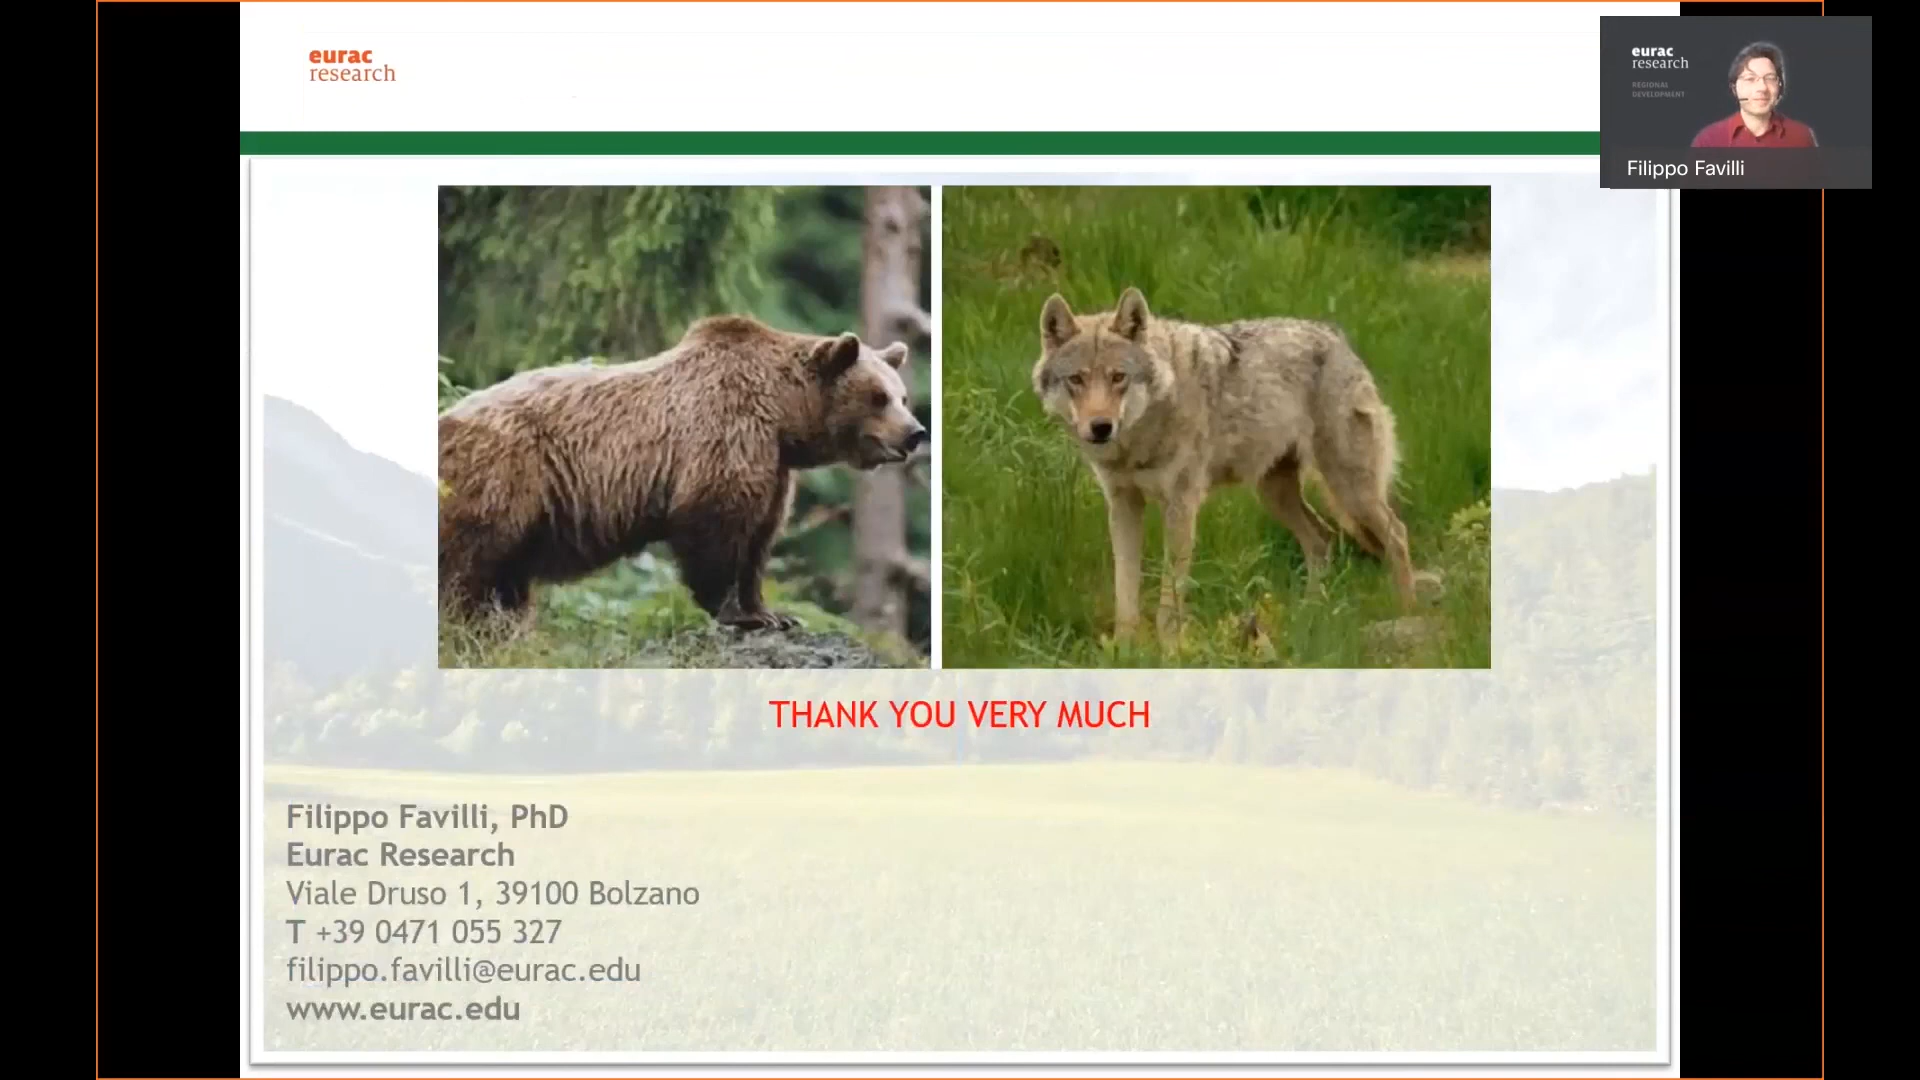 eurac
research
eurac
research
REGIONAL
DEVELOPMENT
Filippo Favilli
THANK YOU VERY MUCH
Filippo Favilli, PhD
Eurac Research
Viale Druso 1, 39100 Bolzano
T +39 0471 055 327
filippo.favilli@eurac.edu
www.eurac.edu